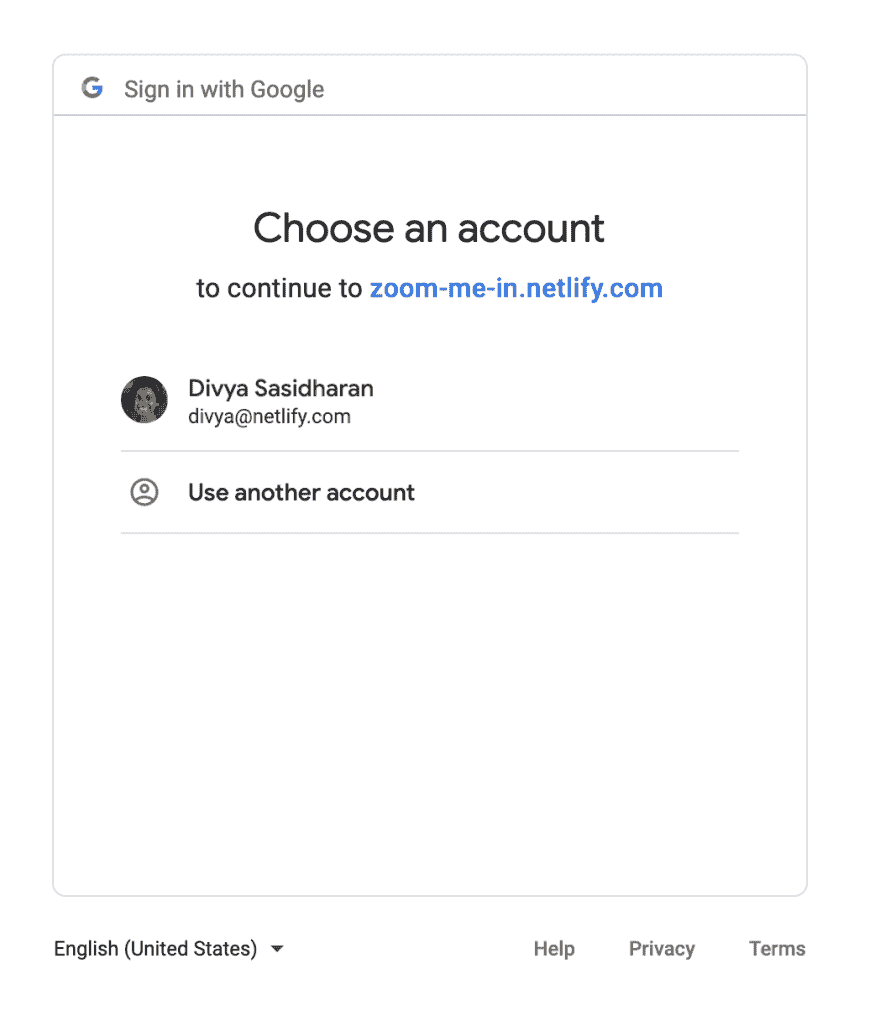 Sign in with Google
Choose an account
to continue to zoom-me-in.netlify.com
Divya Sasidharan
divya@netlify.com
Use another account
English (United States)
Help Privacy Terms